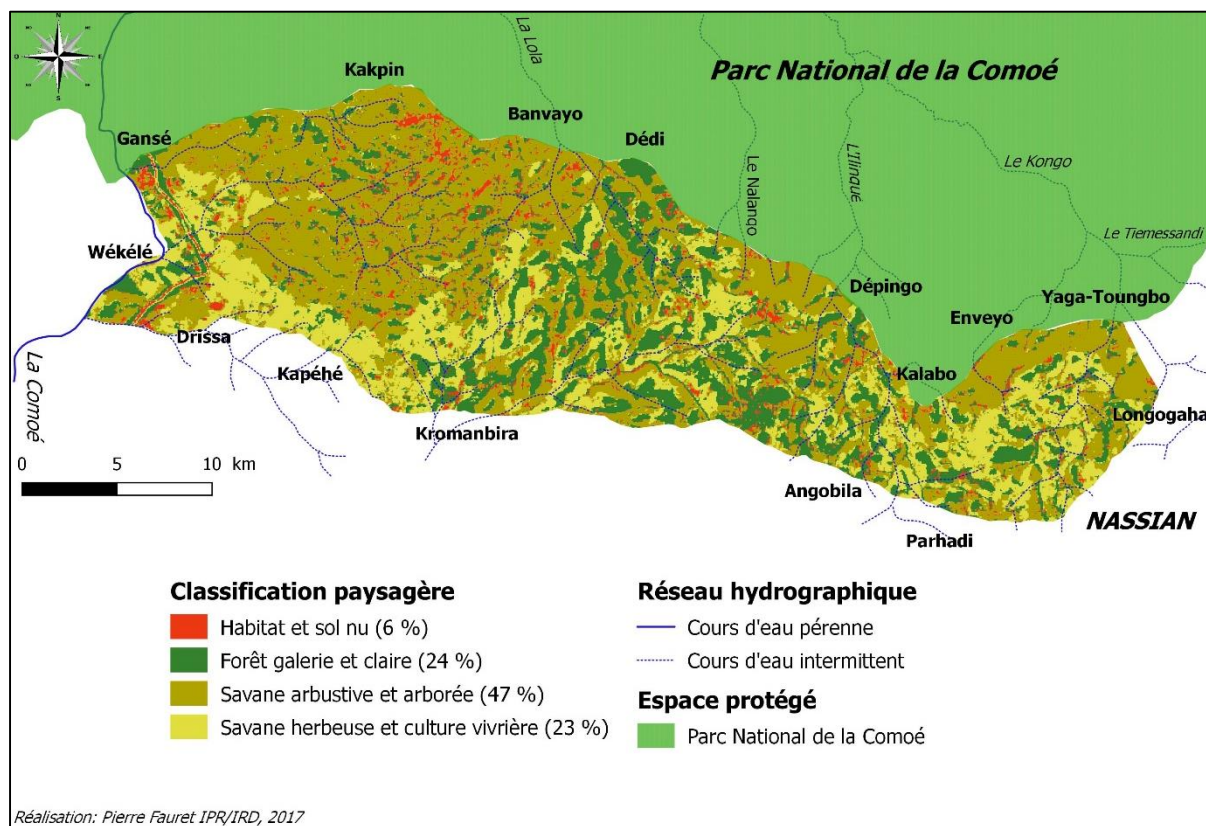 N
O
E
S
La Lola
Parc National de la Comoé
Kakpin
Banvayo
Gansé
Dédi
Le Nalanqo
L'Ilinqué
Le Kongo
Wékélé
Le Tiemessandi
Dépingo
Yaga-Toungbo
Enveyo
Drissa
La Comoé
Kapéhé
Kalabo
Longogaha
Kromanbira
0 5 10 km
Angobila
NASSIAN
Parhadi
Classification paysagère
Habitat et sol nu (6 %)
Forêt galerie et claire (24 %)
Savane arbustive et arborée (47 %)
Savane herbeuse et culture vivrière (23 %)
Réseau hydrographique
Cours d'eau pérenne
Cours d'eau intermittent
Espace protégé
Parc National de la Comoé
Réalisation: Pierre Fauret IPR/IRD, 2017